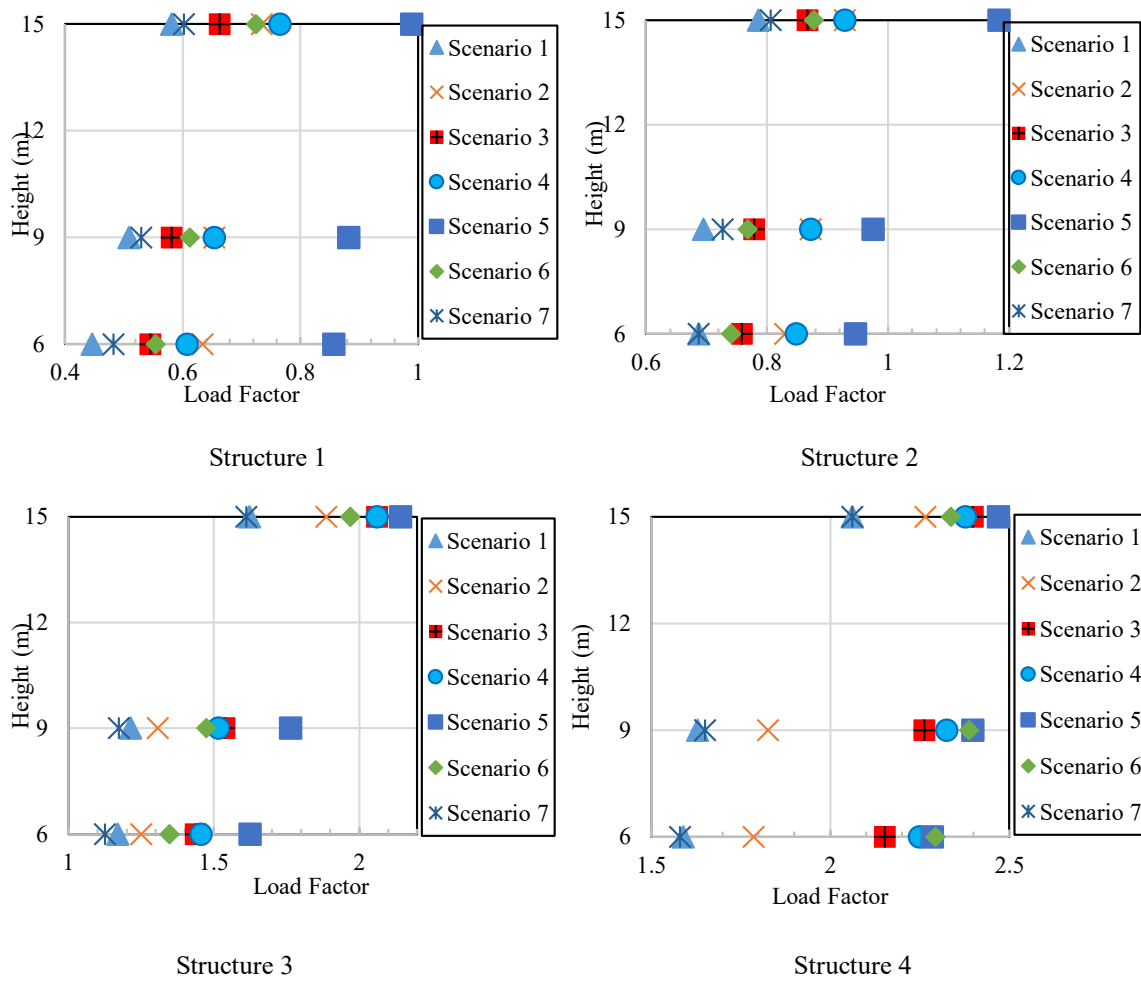 Height (m)
15
12
9
6
0.4
0.6
0.8
1
Load Factor
Scenario 1
Scenario 2
Scenario 3
Scenario 4
Scenario 5
Scenario 6
Scenario 7
Structure 1
Height (m)
15
12
9
6
0.6
0.8
1
1.2
Load Factor
Scenario 1
Scenario 2
Scenario 3
Scenario 4
Scenario 5
Scenario 6
Scenario 7
Structure 2
Height (m)
15
12
9
6
1
1.5
2
Load Factor
Scenario 1
Scenario 2
Scenario 3
Scenario 4
Scenario 5
Scenario 6
Scenario 7
Structure 3
Height (m)
15
12
9
6
1.5
2
2.5
Load Factor
Scenario 1
Scenario 2
Scenario 3
Scenario 4
Scenario 5
Scenario 6
Scenario 7
Structure 4